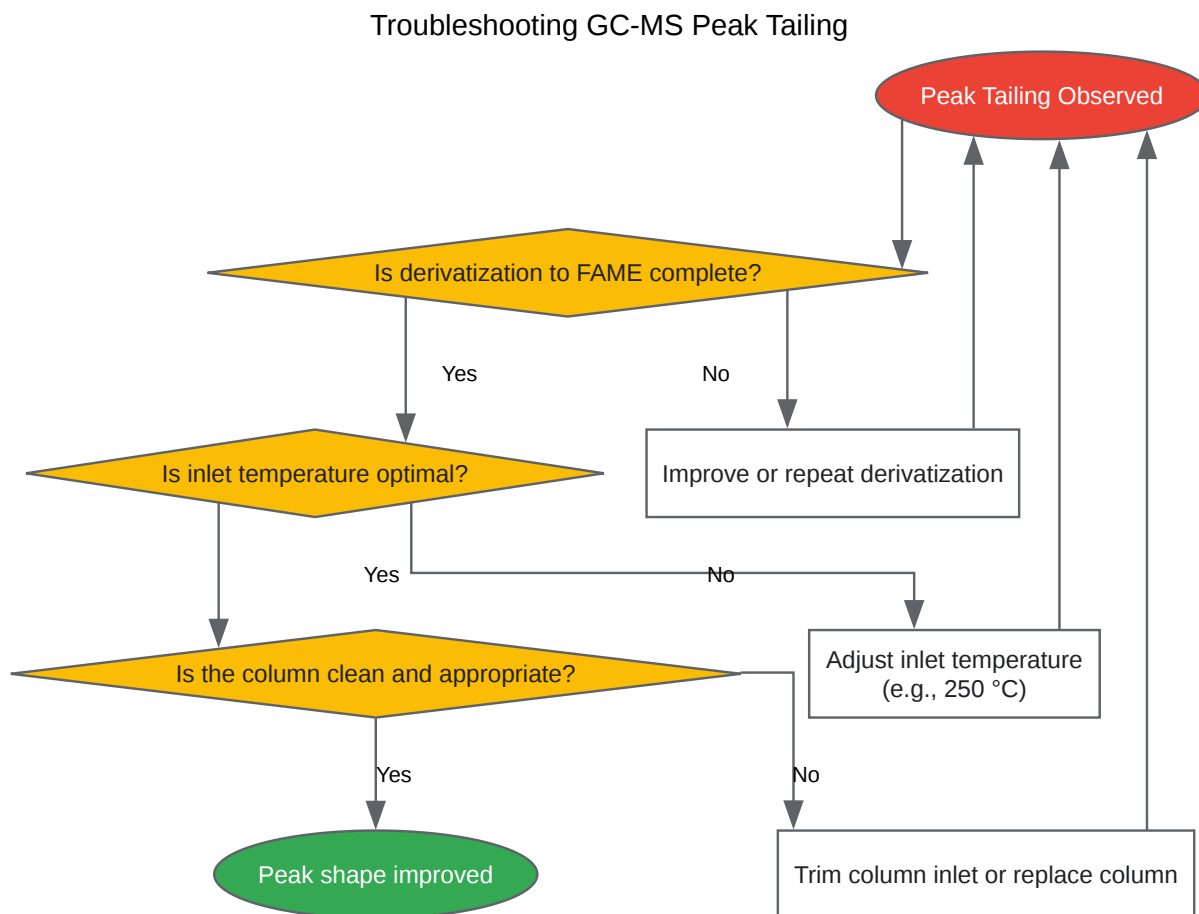 Troubleshooting GC-MS Peak Tailing
Peak Tailing Observed
Is derivatization to FAME complete?
Yes
No
Is inlet temperature optimal?
Improve or repeat derivatization
Yes
No
Is the column clean and appropriate?
Adjust inlet temperature
(e.g., 250 °C)
Yes
No
Peak shape improved
Trim column inlet or replace column